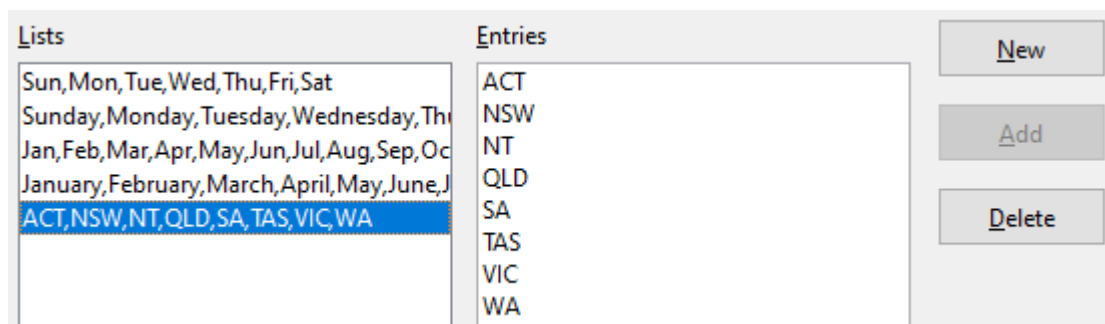 Lists
Sun,Mon,Tue,Wed,Thu,Fri,Sat
Sunday,Monday,Tuesday,Wednesday,Thu
Jan,Feb,Mar,Apr,May,Jun,Jul,Aug,Sep,Oc
January,February,March,April,May,June,J
ACT,NSW,NT,QLD,SA,TAS,VIC,WA
Entries
ACT
NSW
NT
QLD
SA
TAS
VIC
WA
New
Add
Delete